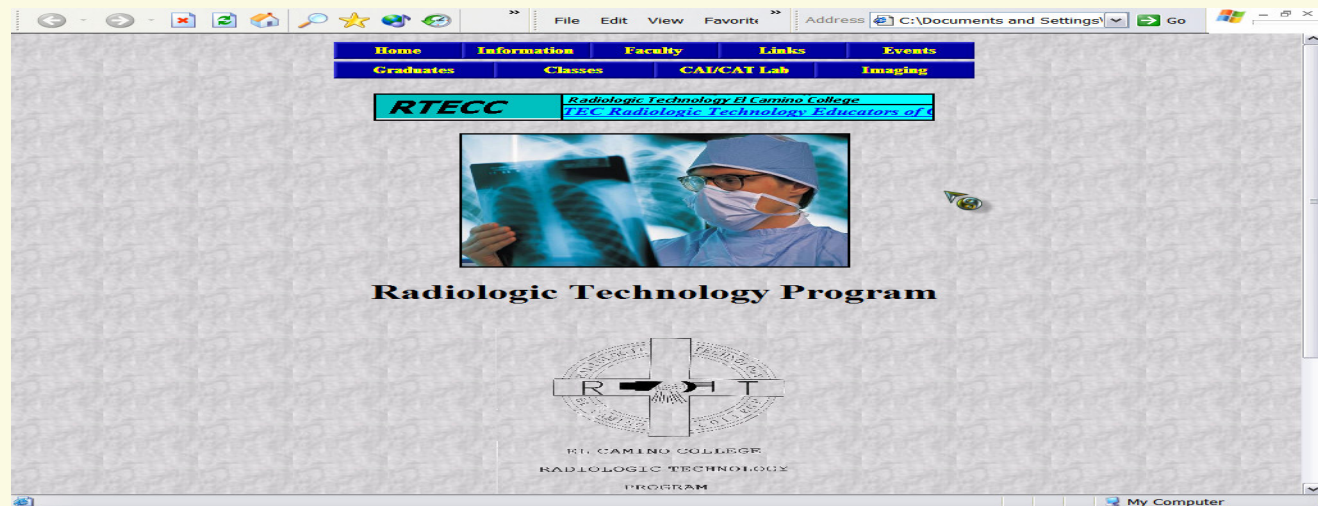 File Edit View Favorite Address C:\Documents and Settings\ Go
Home Information Faculty Links Events
Graduates Classes CAI/CAT Lab Imaging
RTECC
Radiologic Technology El Camino College
TEC Radiologic Technology Educators of
Radiologic Technology Program
R T
EL CAMINO COLLEGE
RADIOLOGIC TECHNOLOGY
PROGRAM
My Computer